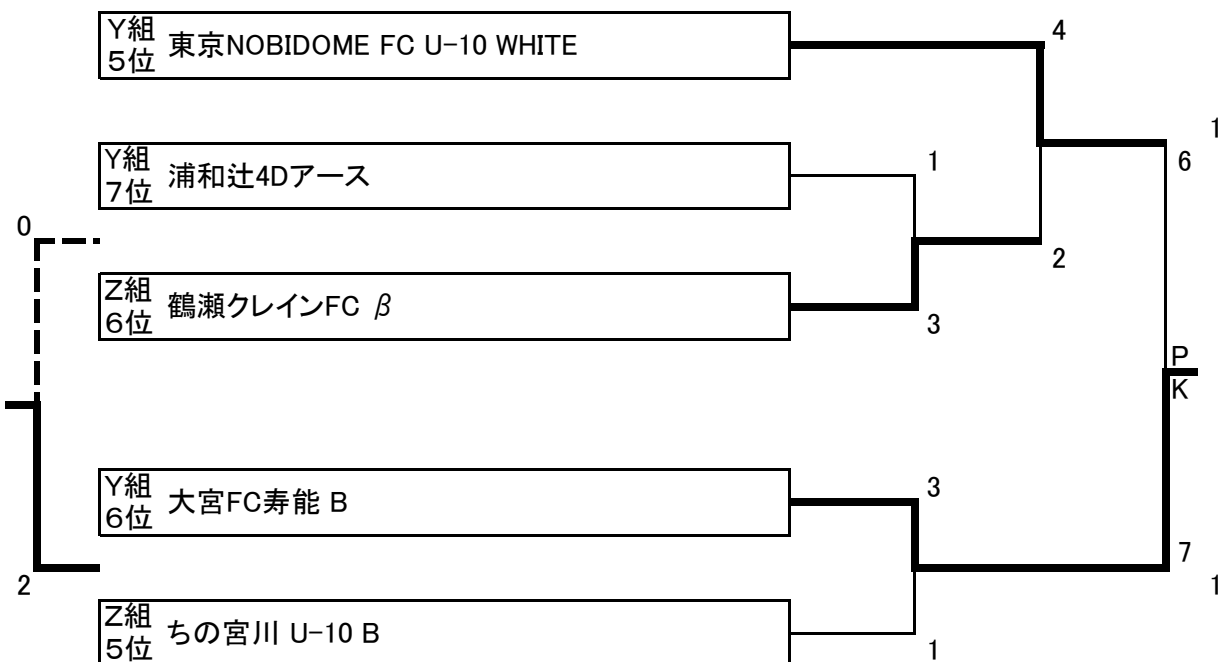 Y組
5位
東京NOBIDOME FC U-10 WHITE
4
1
6
Y組
7位
浦和辻4Dアース
1
0
2
Z組
6位
鶴瀬クレインFC β
3
P
K
Y組
6位
大宮FC寿能 B
3
7
1
2
Z組
5位
ちの宮川 U-10 B
1